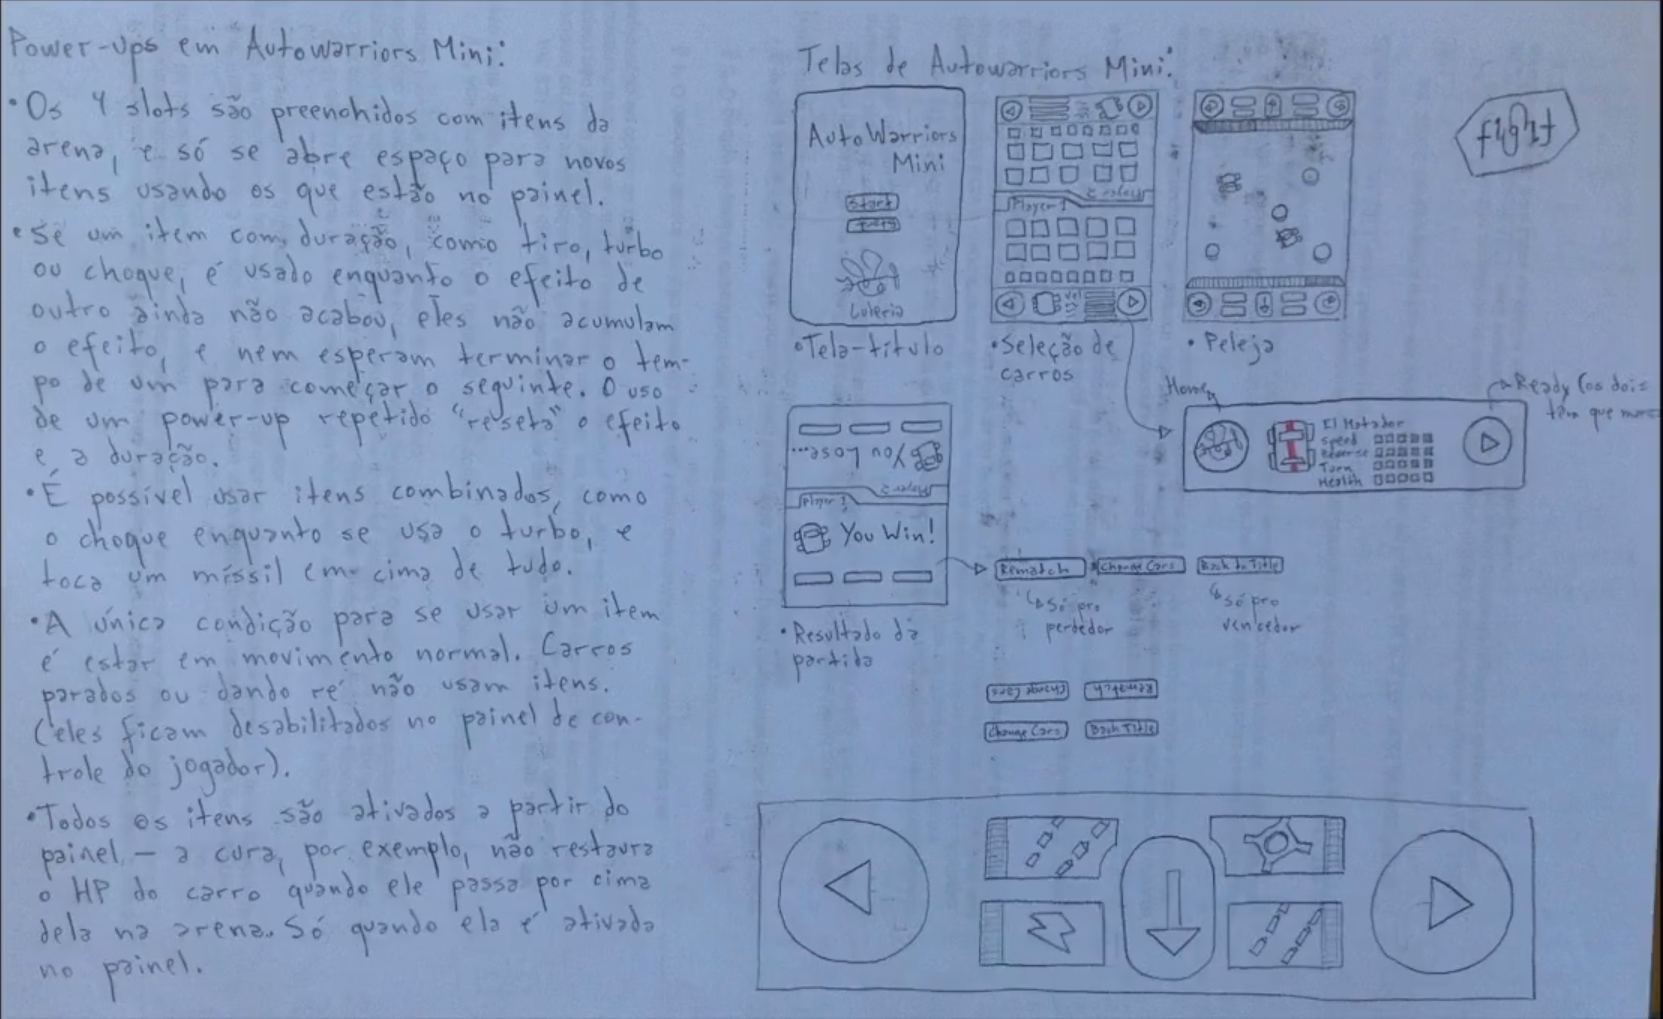 Power-ups em Autowarriors Mini:
• Os 4 slots são preenchidos com itens da
arena, e só se abre espaço para novos
itens usando os que estão no painel.
• Se um item com duração, como tiro, turbo
ou choque, é usado enquanto o efeito de
outro ainda não acabou, eles não acumulam
o efeito, e nem esperam terminar o tem-
po de um para começar o seguinte. O uso
de um power-up repetido "reseta" o efeito
e a duração.
• É possível usar itens combinados, como
o choque enquanto se usa o turbo, e
toca um míssil em cima de tudo.
• A única condição para se usar um item
é estar em movimento normal. Carros
parados ou dando ré não usam itens.
(eles ficam desabilitados no painel de con-
trole do jogador).
• Todos os itens são ativados a partir do
painel – a cura, por exemplo, não restaura
o HP do carro quando ele passa por cima
dela na arena. Só quando ela é ativada
no painel.
Telas de Autowarriors Mini:
AutoWarriors
Mini
Start
Luteria
• Tela-título
Player 2
Player 1
Vel
• Seleção de
carros
• Peleja
Fight
Home
El Matador
Speed
Turn
Health
Ready (os dois
têm que
You Lose...
Player 2
Player 1
You Win!
• Resultado da
partida
Rematch
Change Cars
Back to Title
Só pro
perdedor
Só pro
vencedor
Change Cars
Rematch
Change Cars
Back Title